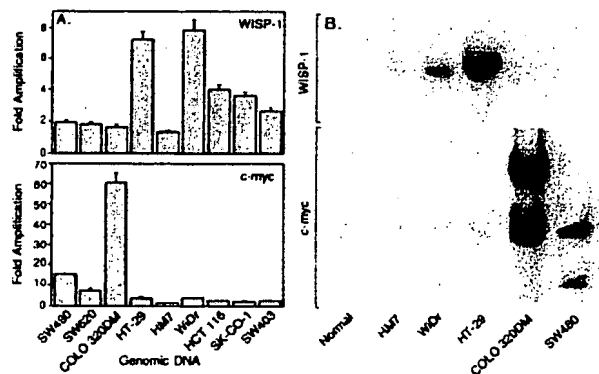 A.
WISP-1
Fold Amplification
8
6
4
2
0
c-myc
Fold Amplification
70
60
50
40
30
20
10
0
SW480
SW620
COLO 320DM
HT-29
HM7
WiDr
HCT 116
SK-CO-1
SW403
Genomic DNA
B.
WISP-1
c-myc
Normal
HM7
WiDr
HT-29
COLO 320DM
SW480